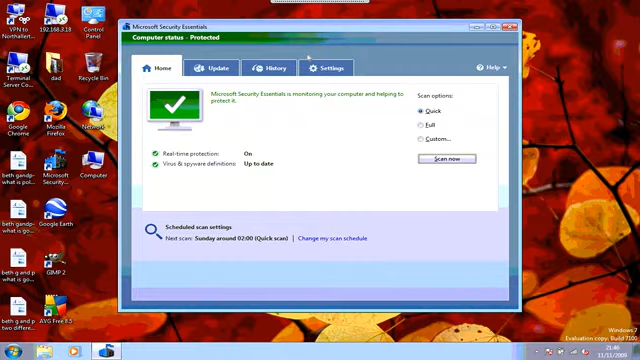 Microsoft Security Essentials
Computer status - Protected
Home
Update
History
Settings
Help
Microsoft Security Essentials is monitoring your computer and helping to
protect it.
Real-time protection: On
Virus & spyware definitions: Up to date
Scan options:
Quick
Full
Custom...
Scan now
Scheduled scan settings
Next scan: Sunday around 02:00 (Quick scan) | Change my scan schedule
VPN to
Northallert...
192.168.3.18
Control
Panel
Terminal
Server Co...
dad
Recycle Bin
Google
Chrome
Mozilla
Firefox
Network
beth gandp-
what is pol...
Microsoft
Security...
Computer
beth gandp-
what is go...
Google Earth
beth g and p
what is go...
GIMP 2
beth g and p
two differe...
AVG Free 8.5
Windows 7
Evaluation copy. Build 7100
21:46